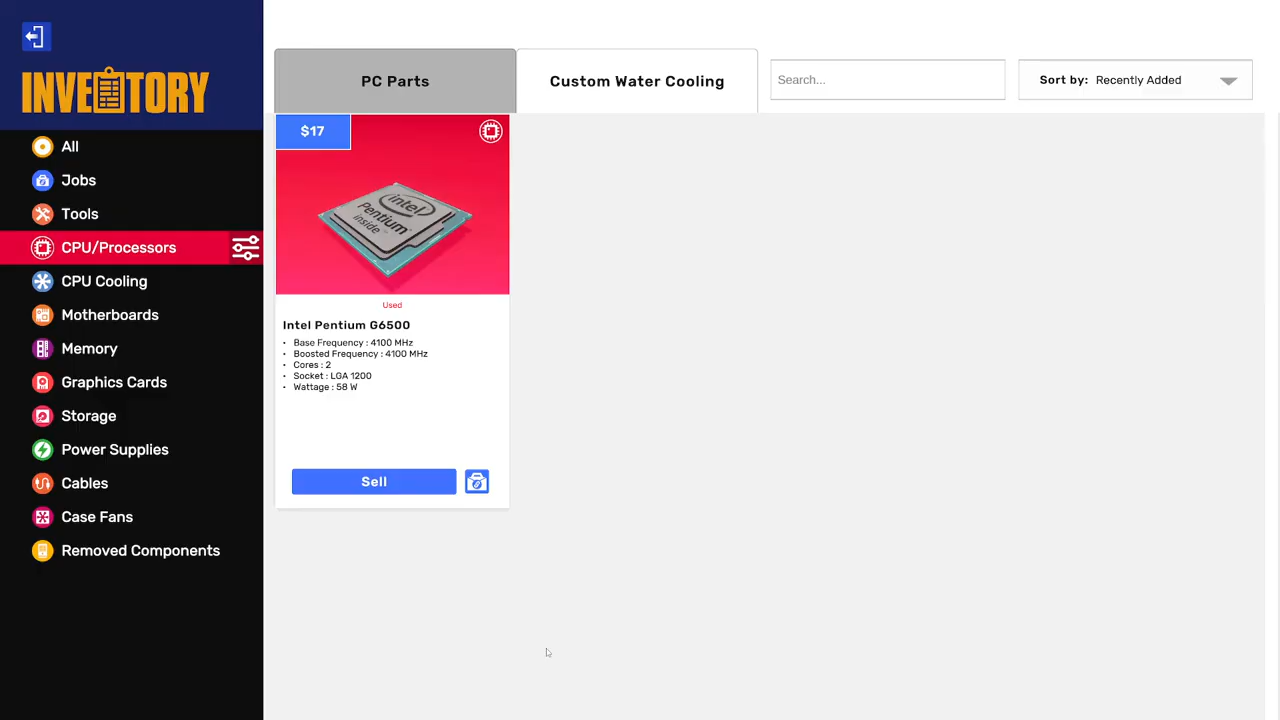 INVENTORY
All
Jobs
Tools
CPU/Processors
CPU Cooling
Motherboards
Memory
Graphics Cards
Storage
Power Supplies
Cables
Case Fans
Removed Components
PC Parts
Custom Water Cooling
Search...
Sort by: Recently Added
$17
intel
Pentium
inside
Used
Intel Pentium G6500
• Base Frequency : 4100 MHz
• Boosted Frequency : 4100 MHz
• Cores : 2
• Socket : LGA 1200
• Wattage : 58 W
Sell